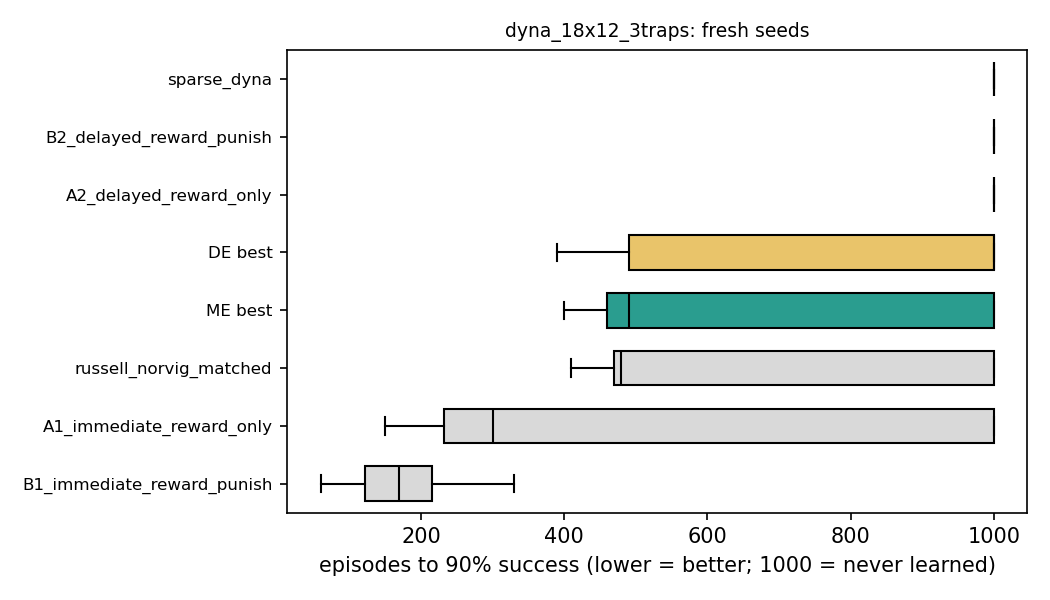 dyna_18x12_3traps: fresh seeds
sparse_dyna
B2_delayed_reward_punish
A2_delayed_reward_only
DE best
ME best
russell_norvig_matched
A1_immediate_reward_only
B1_immediate_reward_punish
200 400 600 800 1000
episodes to 90% success (lower = better; 1000 = never learned)